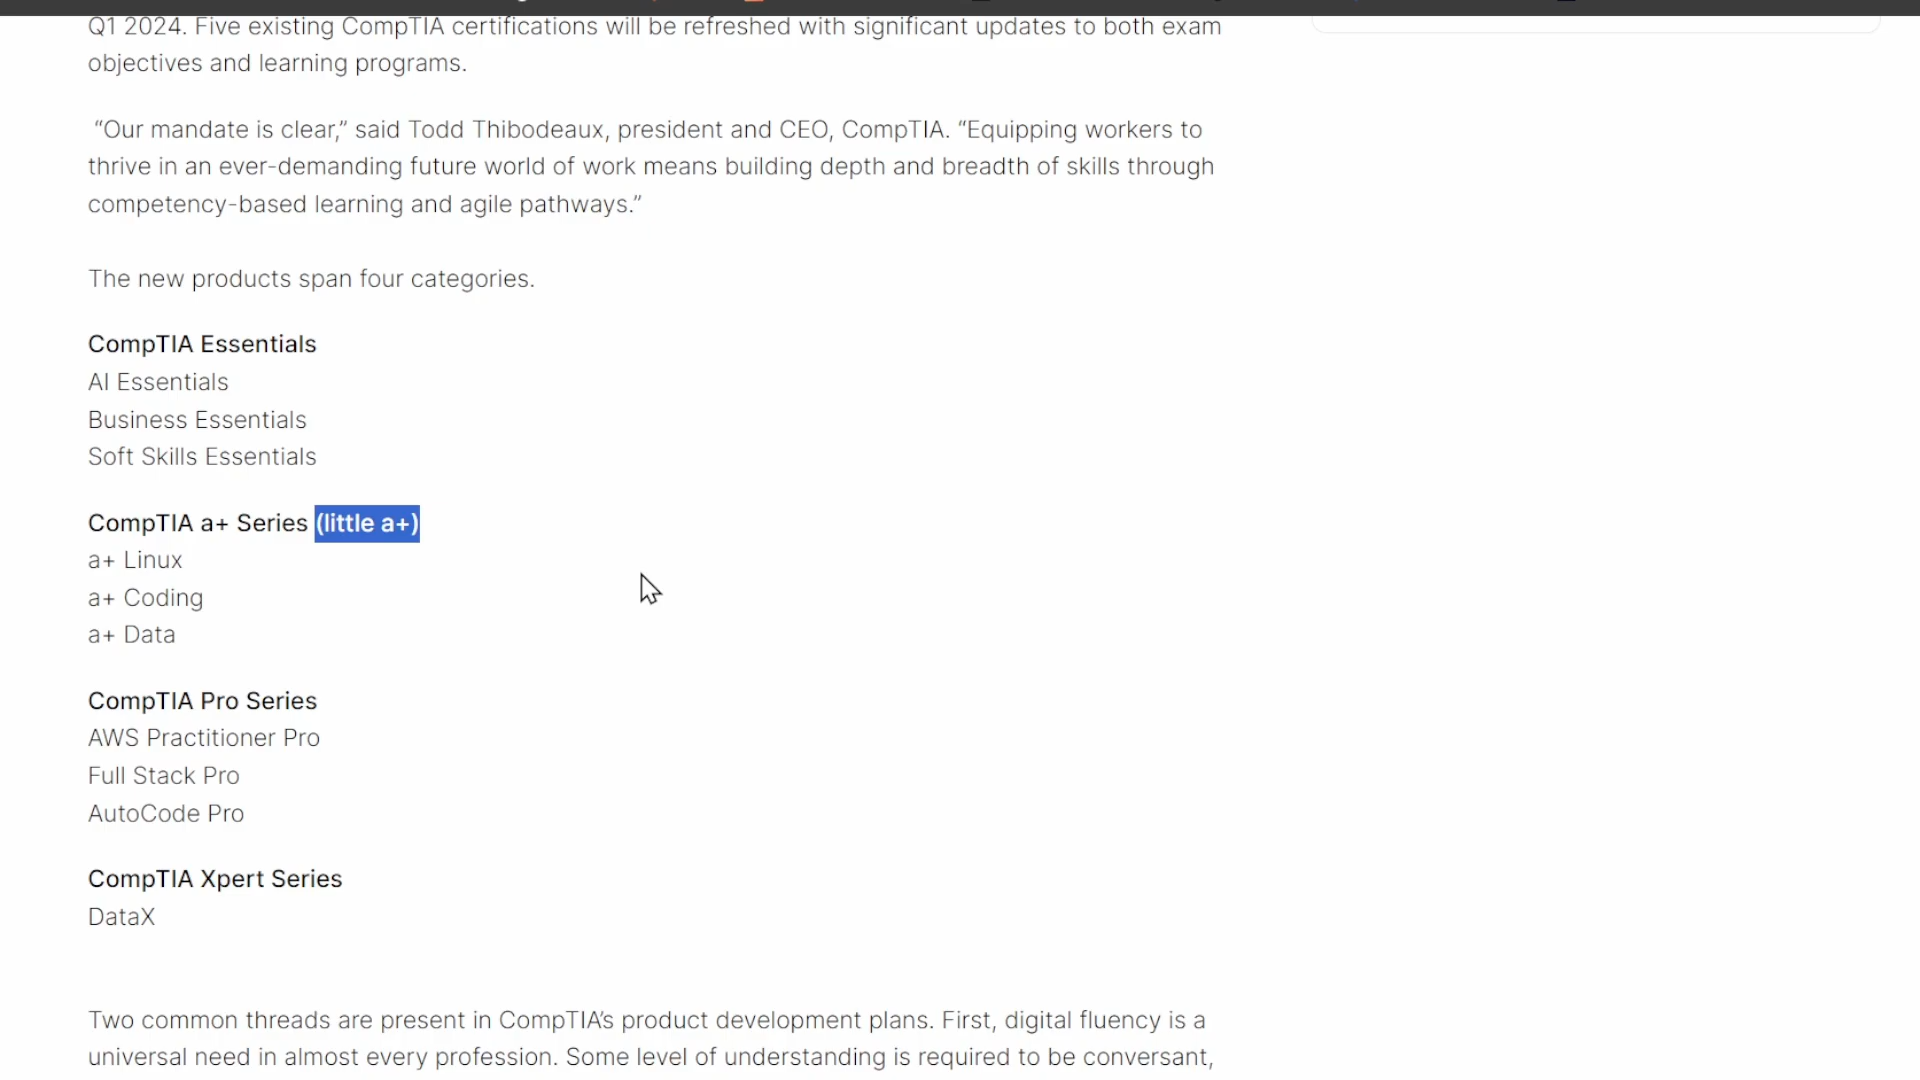 Q1 2024. Five existing CompTIA certifications will be refreshed with significant updates to both exam
objectives and learning programs.
“Our mandate is clear,” said Todd Thibodeaux, president and CEO, CompTIA. “Equipping workers to
thrive in an ever-demanding future world of work means building depth and breadth of skills through
competency-based learning and agile pathways.”
The new products span four categories.
CompTIA Essentials
AI Essentials
Business Essentials
Soft Skills Essentials
CompTIA a+ Series (little a+)
a+ Linux
a+ Coding
a+ Data
CompTIA Pro Series
AWS Practitioner Pro
Full Stack Pro
AutoCode Pro
CompTIA Xpert Series
DataX
Two common threads are present in CompTIA’s product development plans. First, digital fluency is a
universal need in almost every profession. Some level of understanding is required to be conversant,